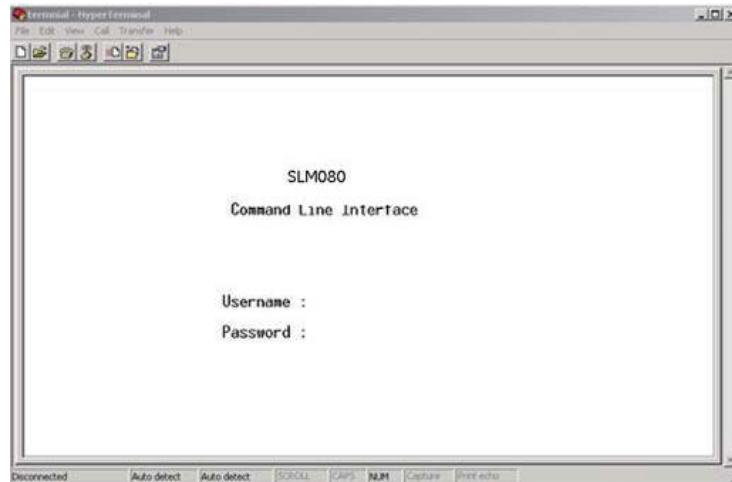 termnial - HyperTerminal
File Edit View Call Transfer Help
SLM080
Command Line Interface
Username :
Password :
Disconnected Auto detect Auto detect SCROLL CAPS NUM Capture Print echo